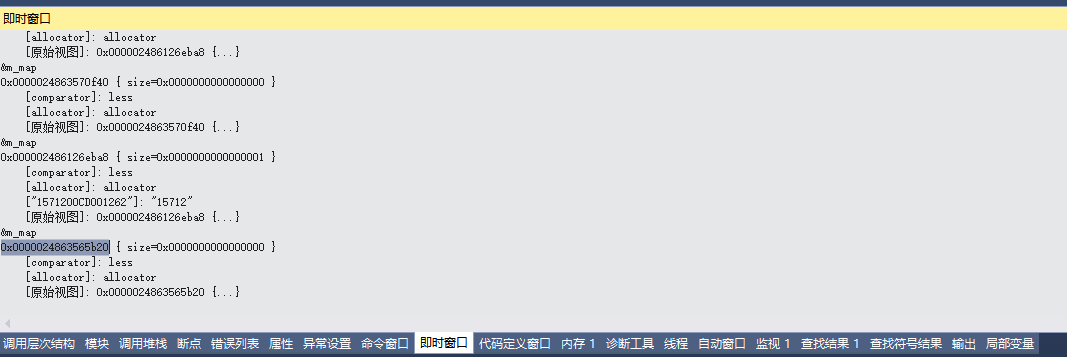 即时窗口
[allocator]: allocator
[原始视图]: 0x000002486126eba8 {...}
&m_map
0x0000024863570f40 { size=0x0000000000000000 }
[comparator]: less
[allocator]: allocator
[原始视图]: 0x0000024863570f40 {...}
&m_map
0x000002486126eba8 { size=0x0000000000000001 }
[comparator]: less
[allocator]: allocator
["1571200CD001262"]: "15712"
[原始视图]: 0x000002486126eba8 {...}
&m_map
0x0000024863565b20 { size=0x0000000000000000 }
[comparator]: less
[allocator]: allocator
[原始视图]: 0x0000024863565b20 {...}
调用层次结构 模块 调用堆栈 断点 错误列表 属性 异常设置 命令窗口 即时窗口 代码定义窗口 内存 1 诊断工具 线程 自动窗口 监视 1 查找结果 1 查找符号结果 输出 局部变量